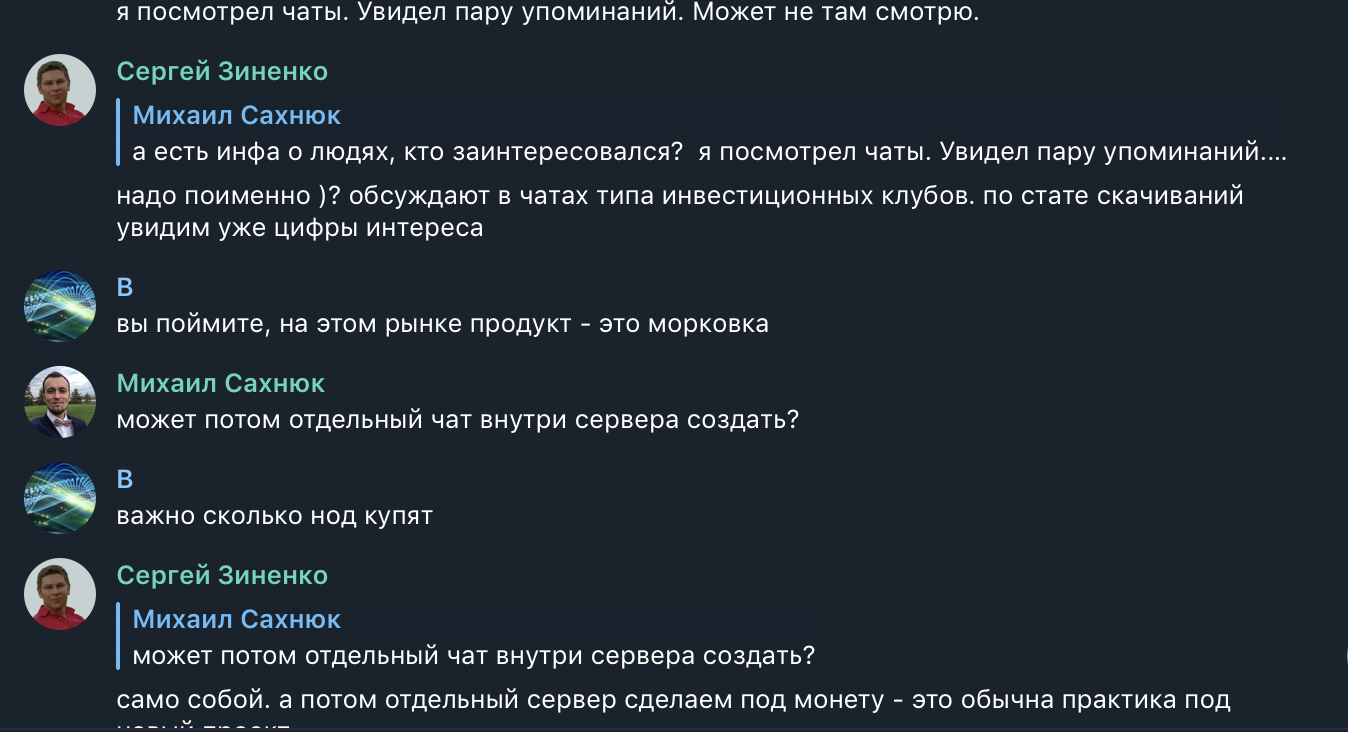 я посмотрел чаты. Увидел пару упоминаний. Может не там смотрю.
Сергей Зиненко
Михаил Сахнюк
а есть инфа о людях, кто заинтересовался?  я посмотрел чаты. Увидел пару упоминаний....
надо поименно )? обсуждают в чатах типа инвестиционных клубов. по стате скачиваний
увидим уже цифры интереса
В
вы поймите, на этом рынке продукт - это морковка
Михаил Сахнюк
может потом отдельный чат внутри сервера создать?
В
важно сколько нод купят
Сергей Зиненко
Михаил Сахнюк
может потом отдельный чат внутри сервера создать?
само собой. а потом отдельный сервер сделаем под монету - это обычна практика под